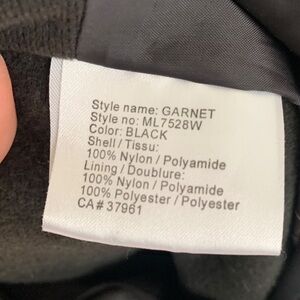 Style name: GARNET
Style no: ML7528W
Color: BLACK
Shell / Tissu:
100% Nylon / Polyamide
Lining / Doublure:
100% Nylon / Polyamide
100% Polyester / Polyester
CA# 37961